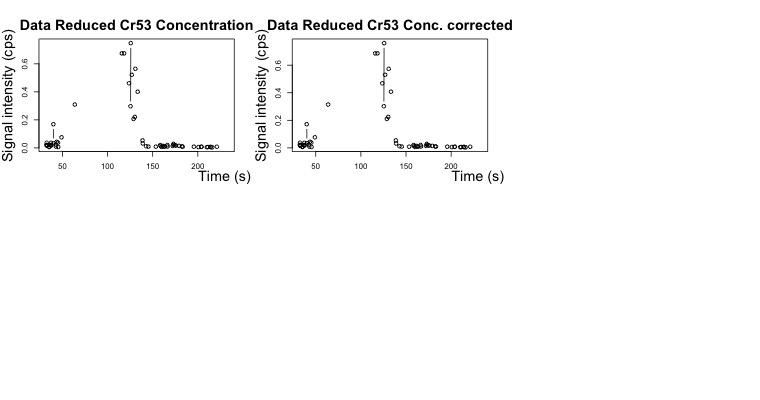 Data Reduced Cr53 Concentration
Signal intensity (cps)
0.0 0.2 0.4 0.6
50 100 150 200
Time (s)
Data Reduced Cr53 Conc. corrected
Signal intensity (cps)
0.0 0.2 0.4 0.6
50 100 150 200
Time (s)